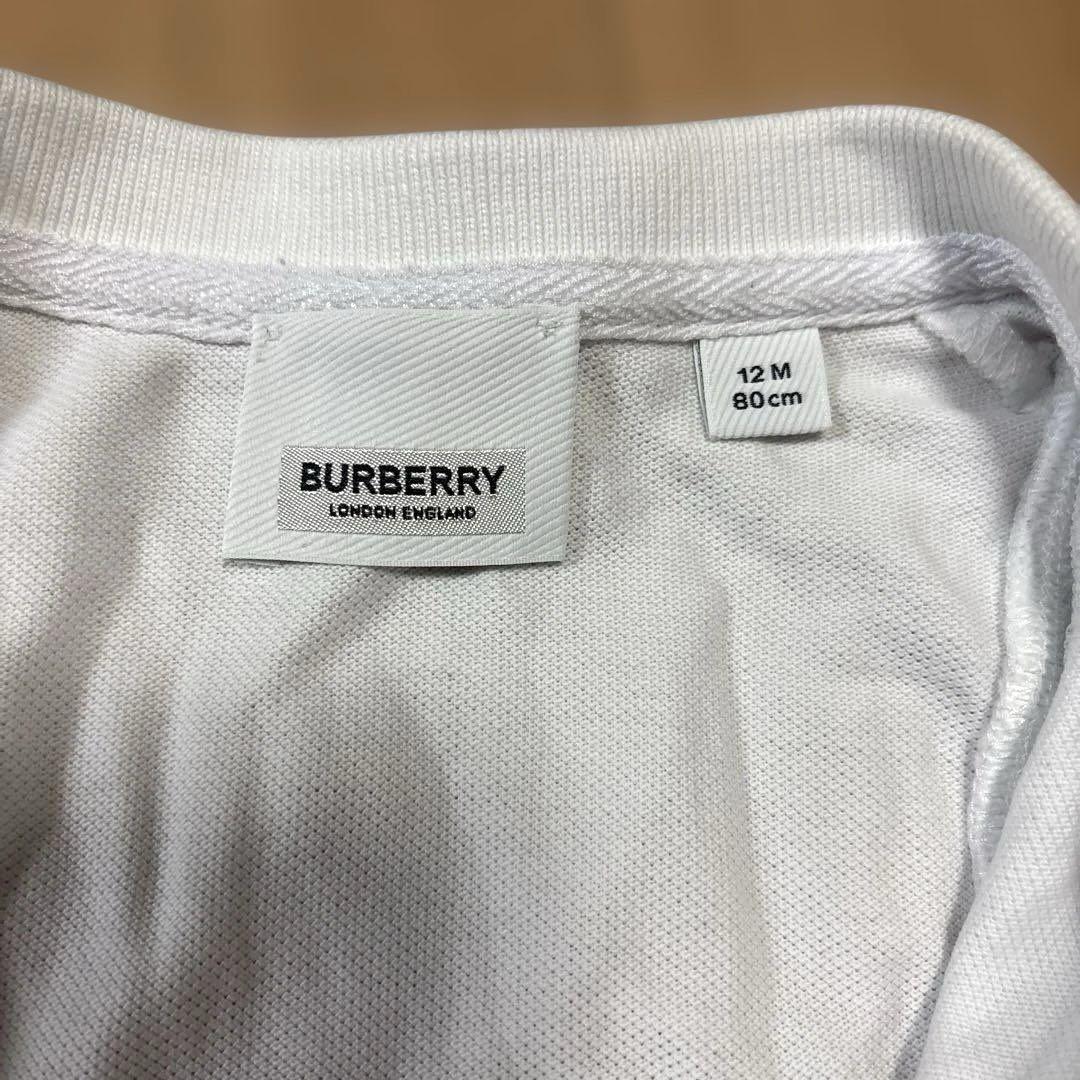 BURBERRY
LONDON ENGLAND
12 M
80cm